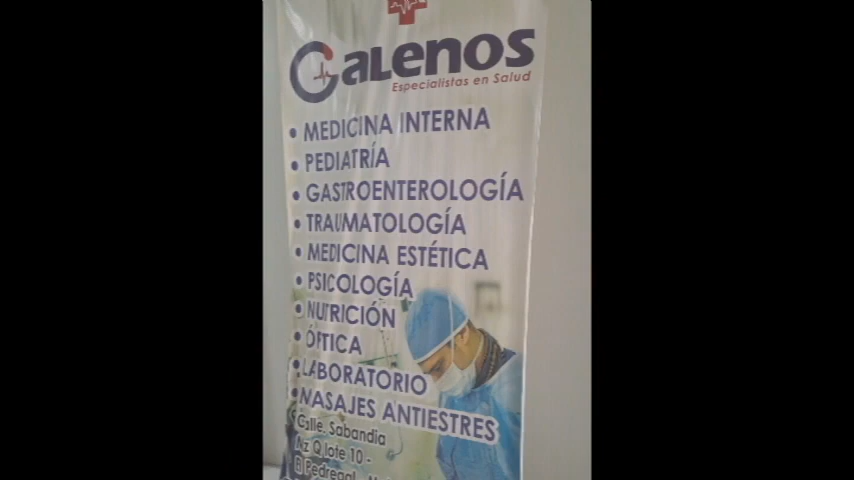 GALENOS
Especialistas en Salud
• MEDICINA INTERNA
• PEDIATRÍA
• GASTROENTEROLOGÍA
• TRAUMATOLOGÍA
• MEDICINA ESTÉTICA
• PSICOLOGÍA
• NUTRICIÓN
• ÓPTICA
• LABORATORIO
• MASAJES ANTIESTRES
Calle. Sabandia
Mz Q lote 10 -
El Pedregal